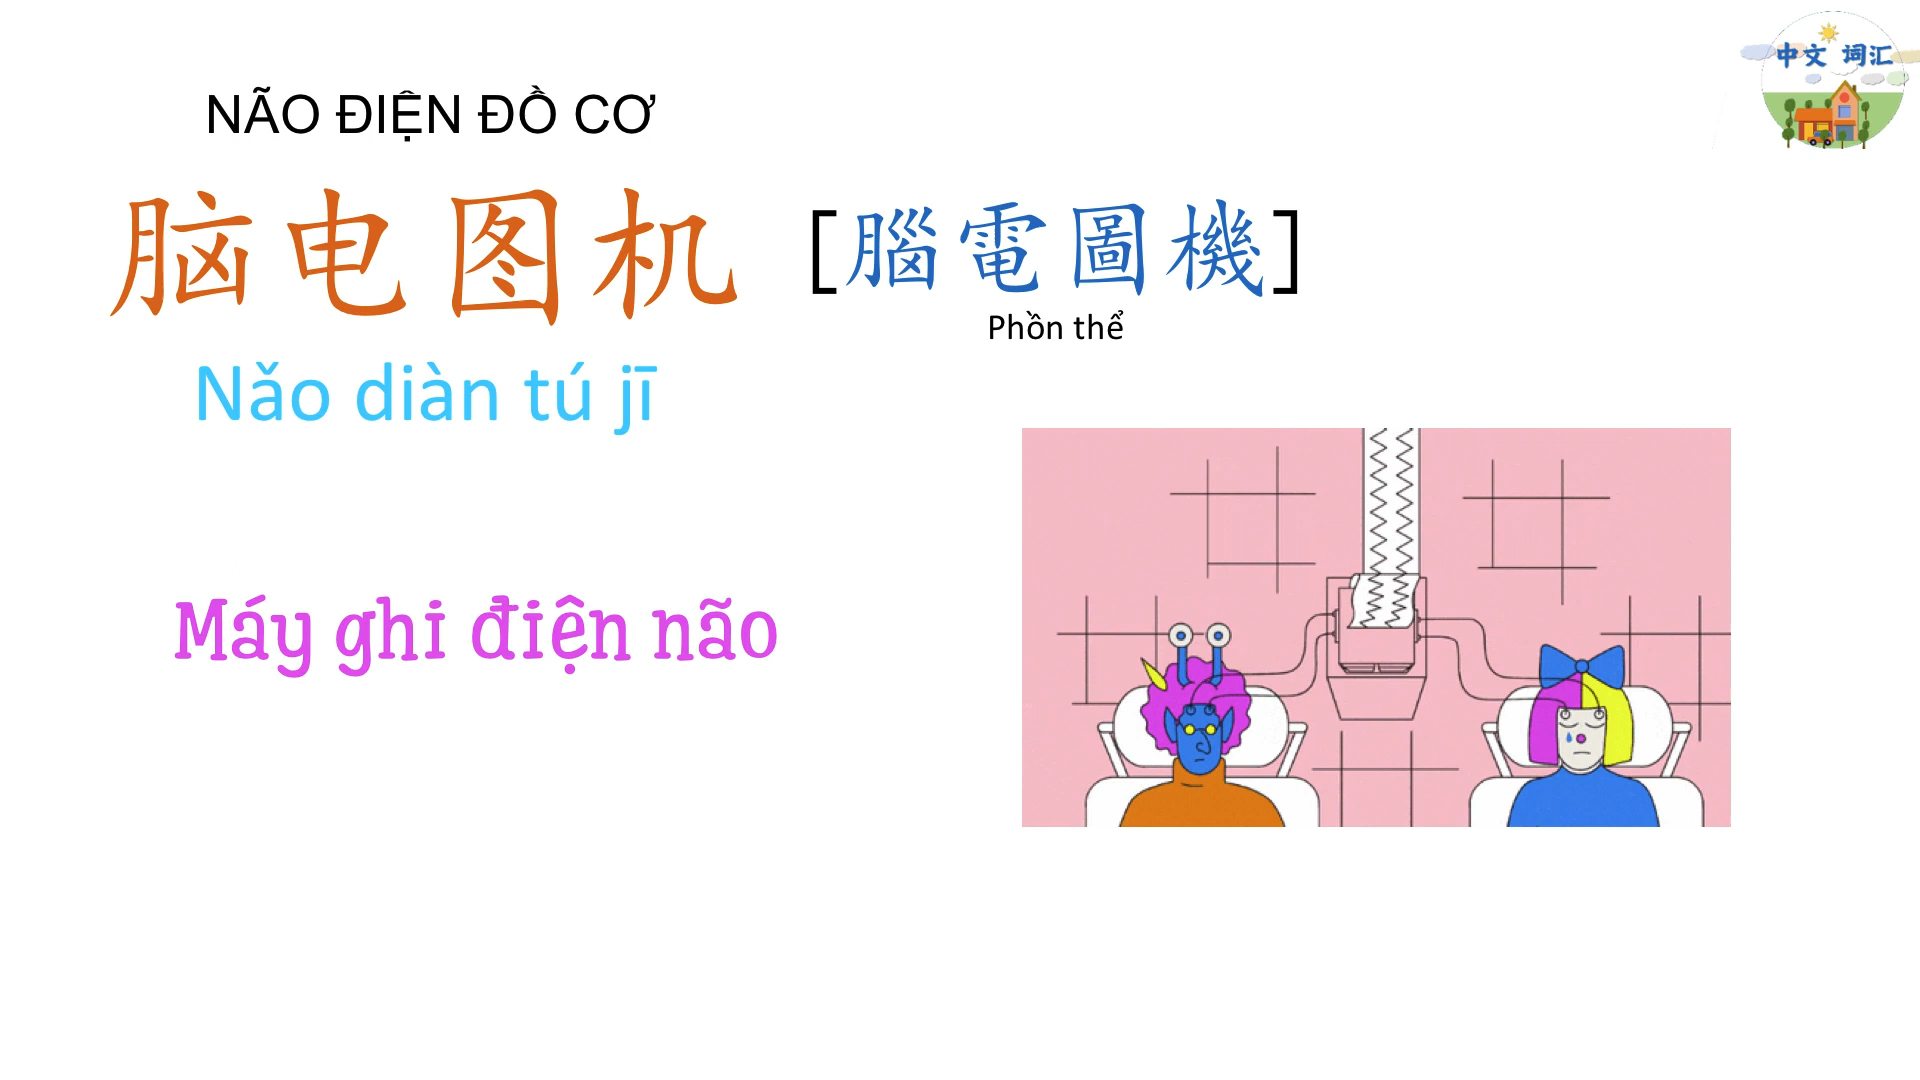 中文 词汇
NÃO ĐIỆN ĐỒ CƠ
脑电图机 [腦電圖機]
Phồn thể
Nǎo diàn tú jī
Máy ghi điện não